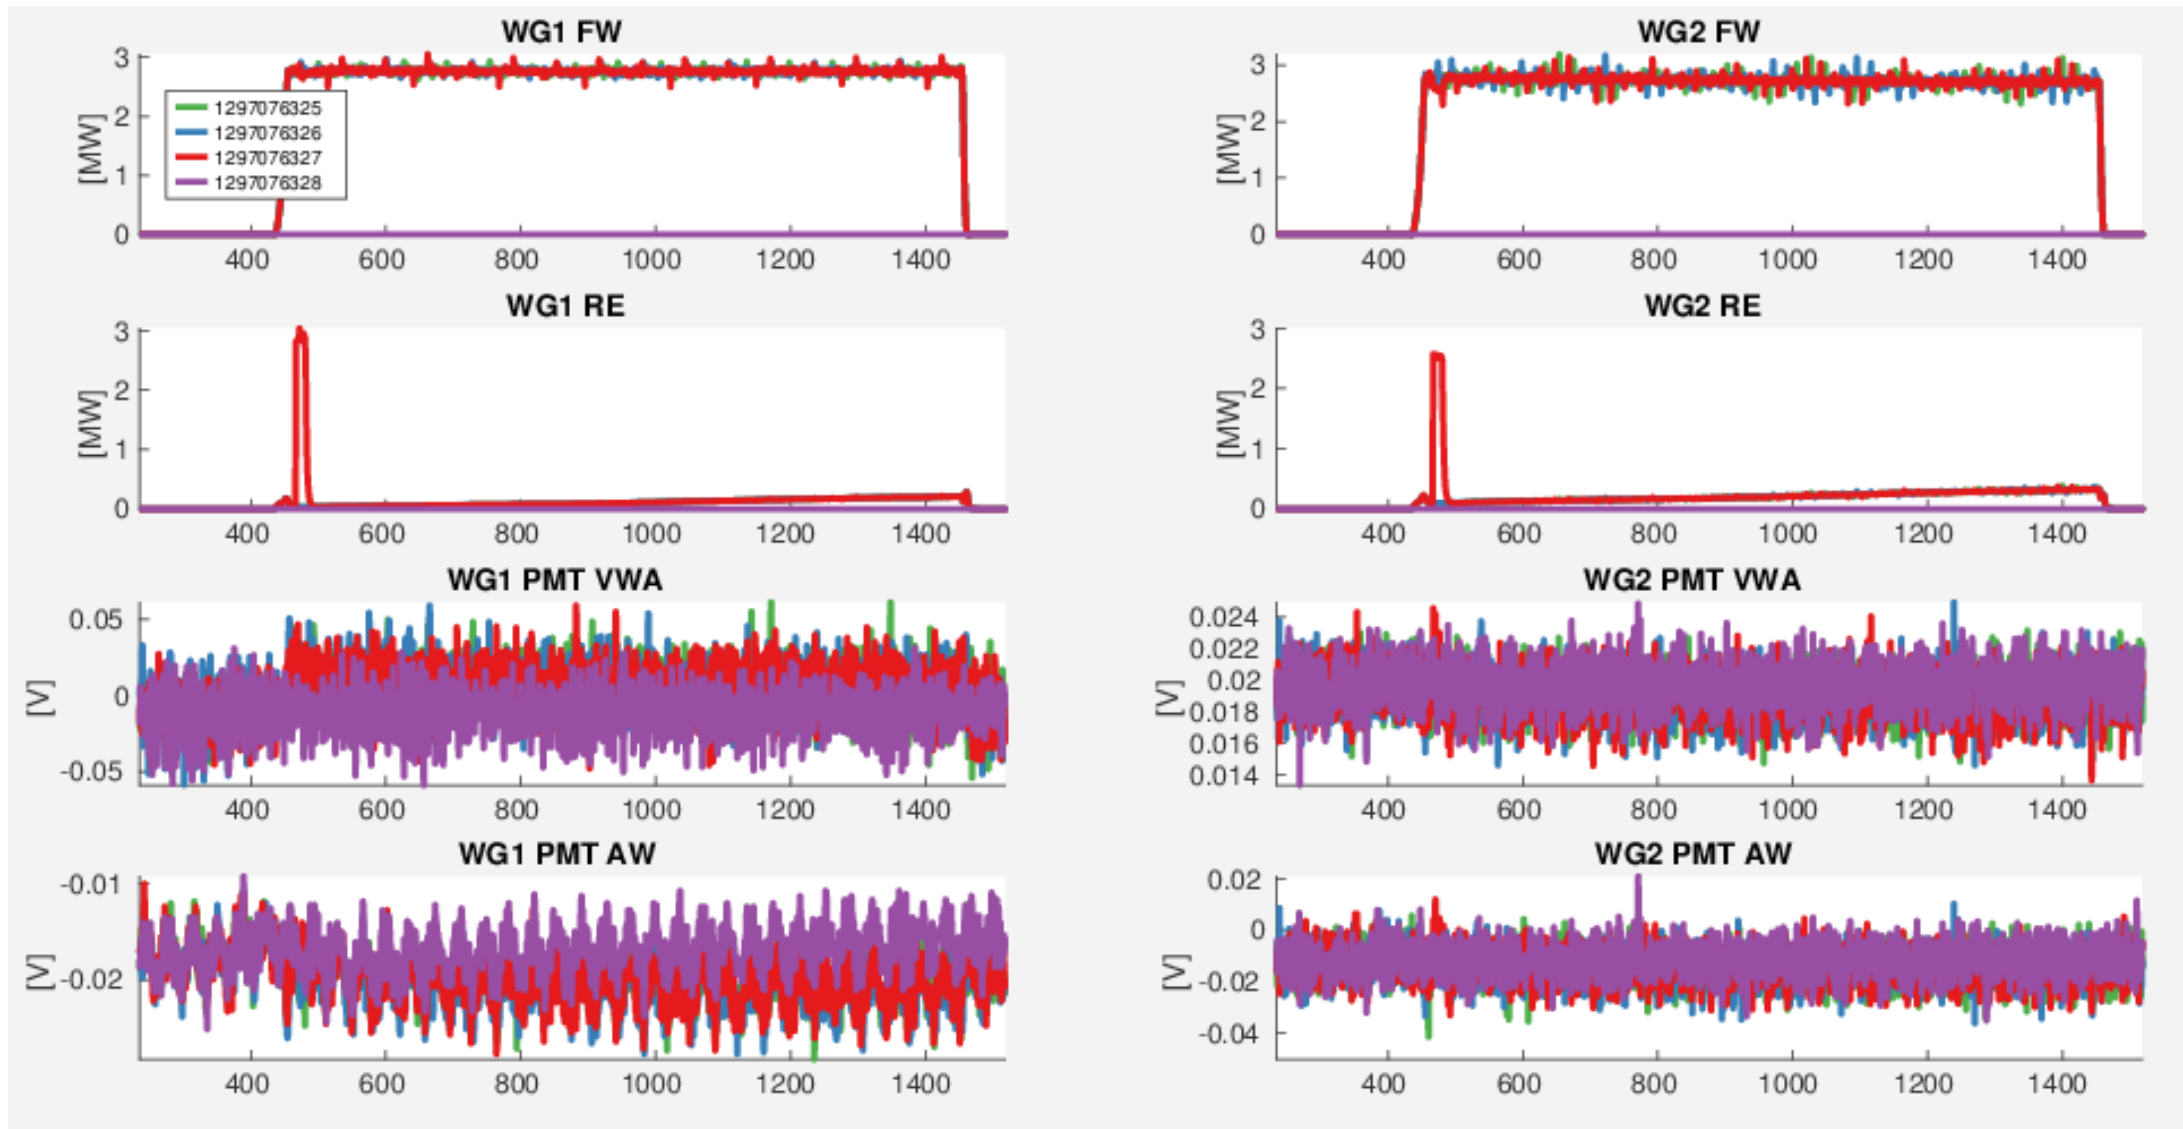 WG1 FW
3
2
1
0
[MW]
1297076325
1297076326
1297076327
1297076328
400 600 800 1000 1200 1400
WG2 FW
3
2
1
0
[MW]
400 600 800 1000 1200 1400
WG1 RE
3
2
1
0
[MW]
400 600 800 1000 1200 1400
WG2 RE
3
2
1
0
[MW]
400 600 800 1000 1200 1400
WG1 PMT VWA
0.05
0
-0.05
[V]
400 600 800 1000 1200 1400
WG2 PMT VWA
0.024
0.022
0.02
0.018
0.016
0.014
[V]
400 600 800 1000 1200 1400
WG1 PMT AW
-0.01
-0.02
[V]
400 600 800 1000 1200 1400
WG2 PMT AW
0.02
0
-0.02
-0.04
[V]
400 600 800 1000 1200 1400